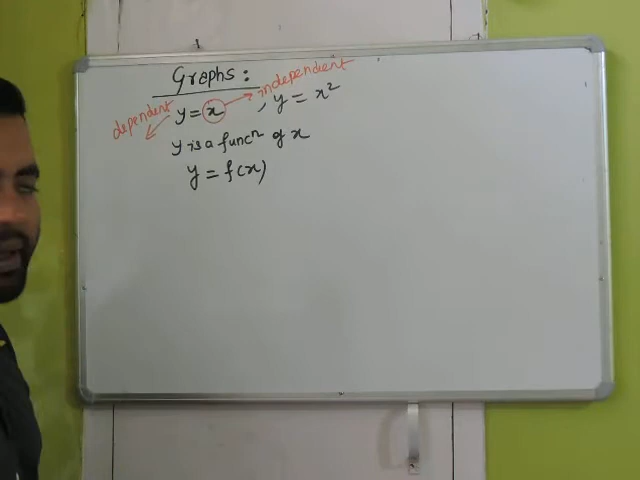 Graphs:
independent
dependent
y = x , y = x²
y is a funcⁿ of x
y = f(x)